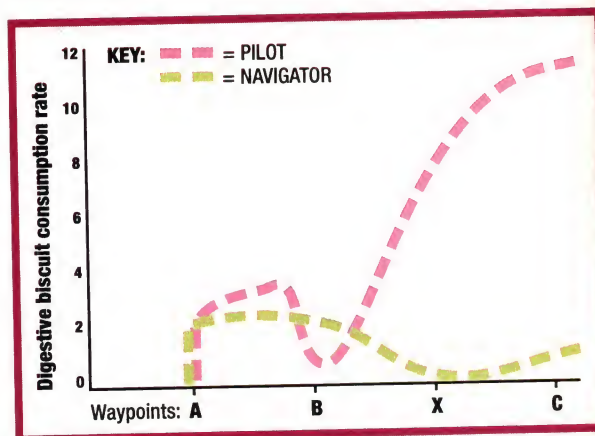 KEY: = PILOT
= NAVIGATOR
Digestive biscuit consumption rate
12
10
8
6
4
2
0
Waypoints: A B X C